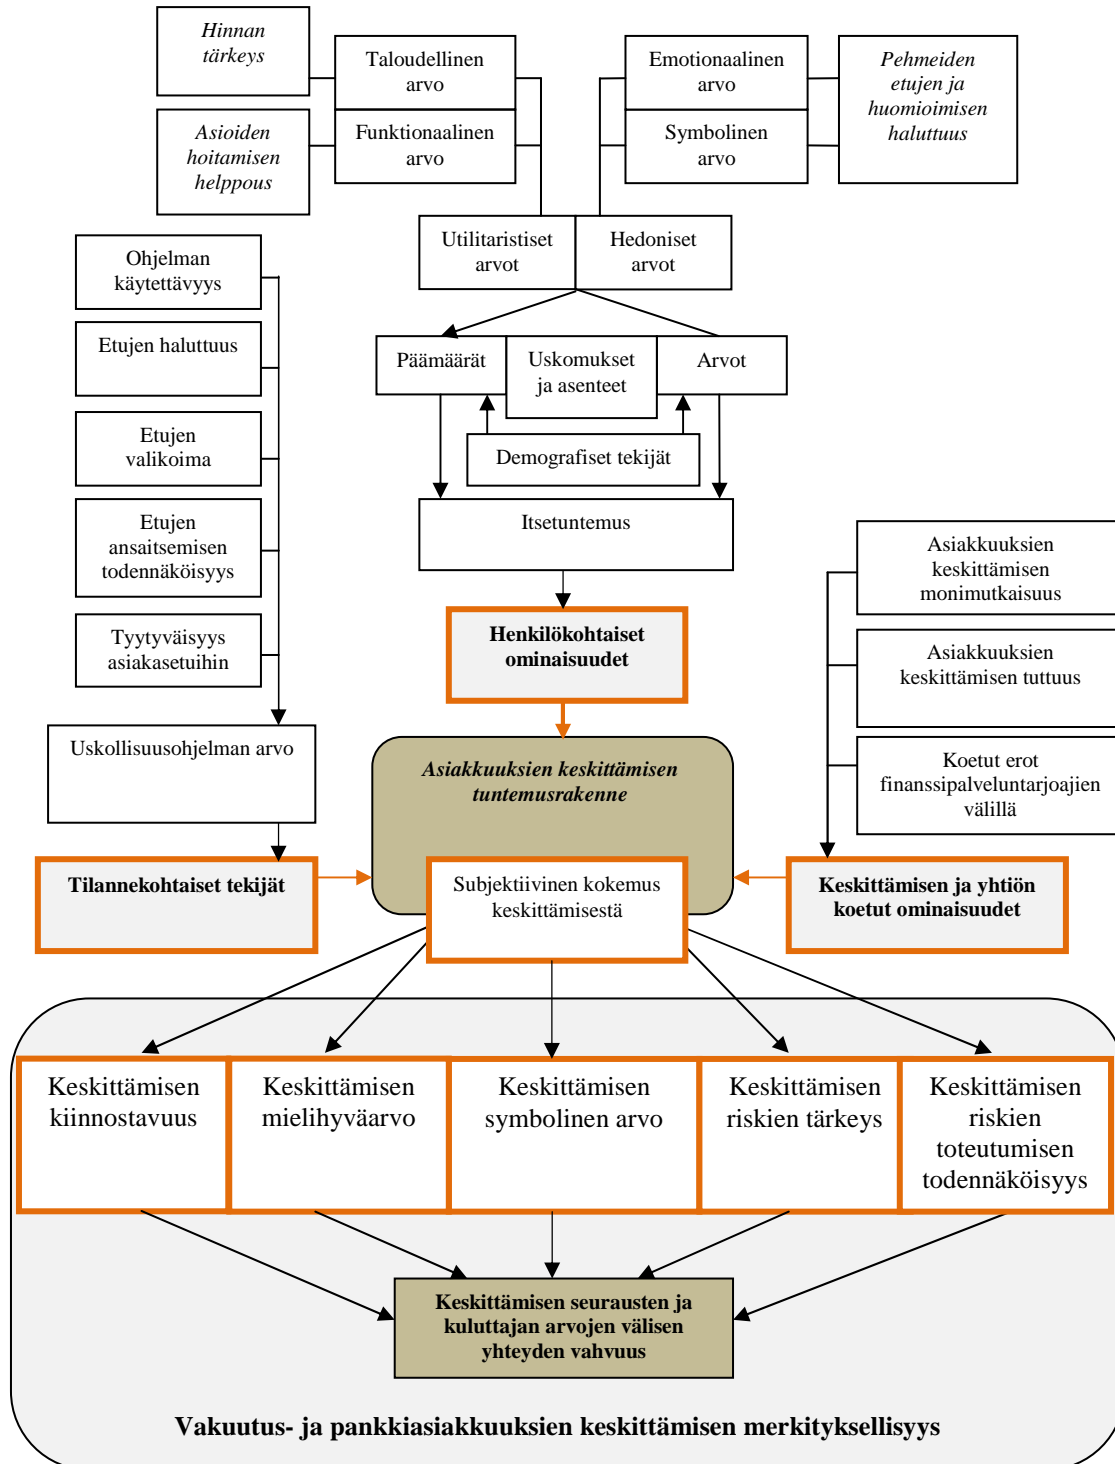 Hinnan
tärkeys
Taloudellinen
arvo
Emotionaalinen
arvo
Pehmeiden
etujen ja
huomioimisen
haluttuus
Asioiden
hoitamisen
helppous
Funktionaalinen
arvo
Symbolinen
arvo
Utilitaristiset
arvot
Hedoniset
arvot
Ohjelman
käytettävyys
Etujen haluttuus
Etujen
valikoima
Etujen
ansaitsemisen
todennäköisyys
Tyytyväisyys
asiakasetuihin
Uskollisuusohjelman arvo
Päämäärät
Uskomukset
ja asenteet
Arvot
Demografiset tekijät
Itsetuntemus
Henkilökohtaiset
ominaisuudet
Asiakkuuksien
keskittämisen
monimutkaisuus
Asiakkuuksien
keskittämisen tuttuus
Koetut erot
finanssipalveluntarjoajien
välillä
Asiakkuuksien keskittämisen
tuntemusrakenne
Tilannekohtaiset tekijät
Subjektiivinen kokemus
keskittämisestä
Keskittämisen ja yhtiön
koetut ominaisuudet
Keskittämisen
kiinnostavuus
Keskittämisen
mielihyväarvo
Keskittämisen
symbolinen arvo
Keskittämisen
riskien tärkeys
Keskittämisen
riskien
toteutumisen
todennäköisyys
Keskittämisen seurausten ja
kuluttajan arvojen välisen
yhteyden vahvuus
Vakuutus- ja pankkiasiakkuuksien keskittämisen merkityksellisyys